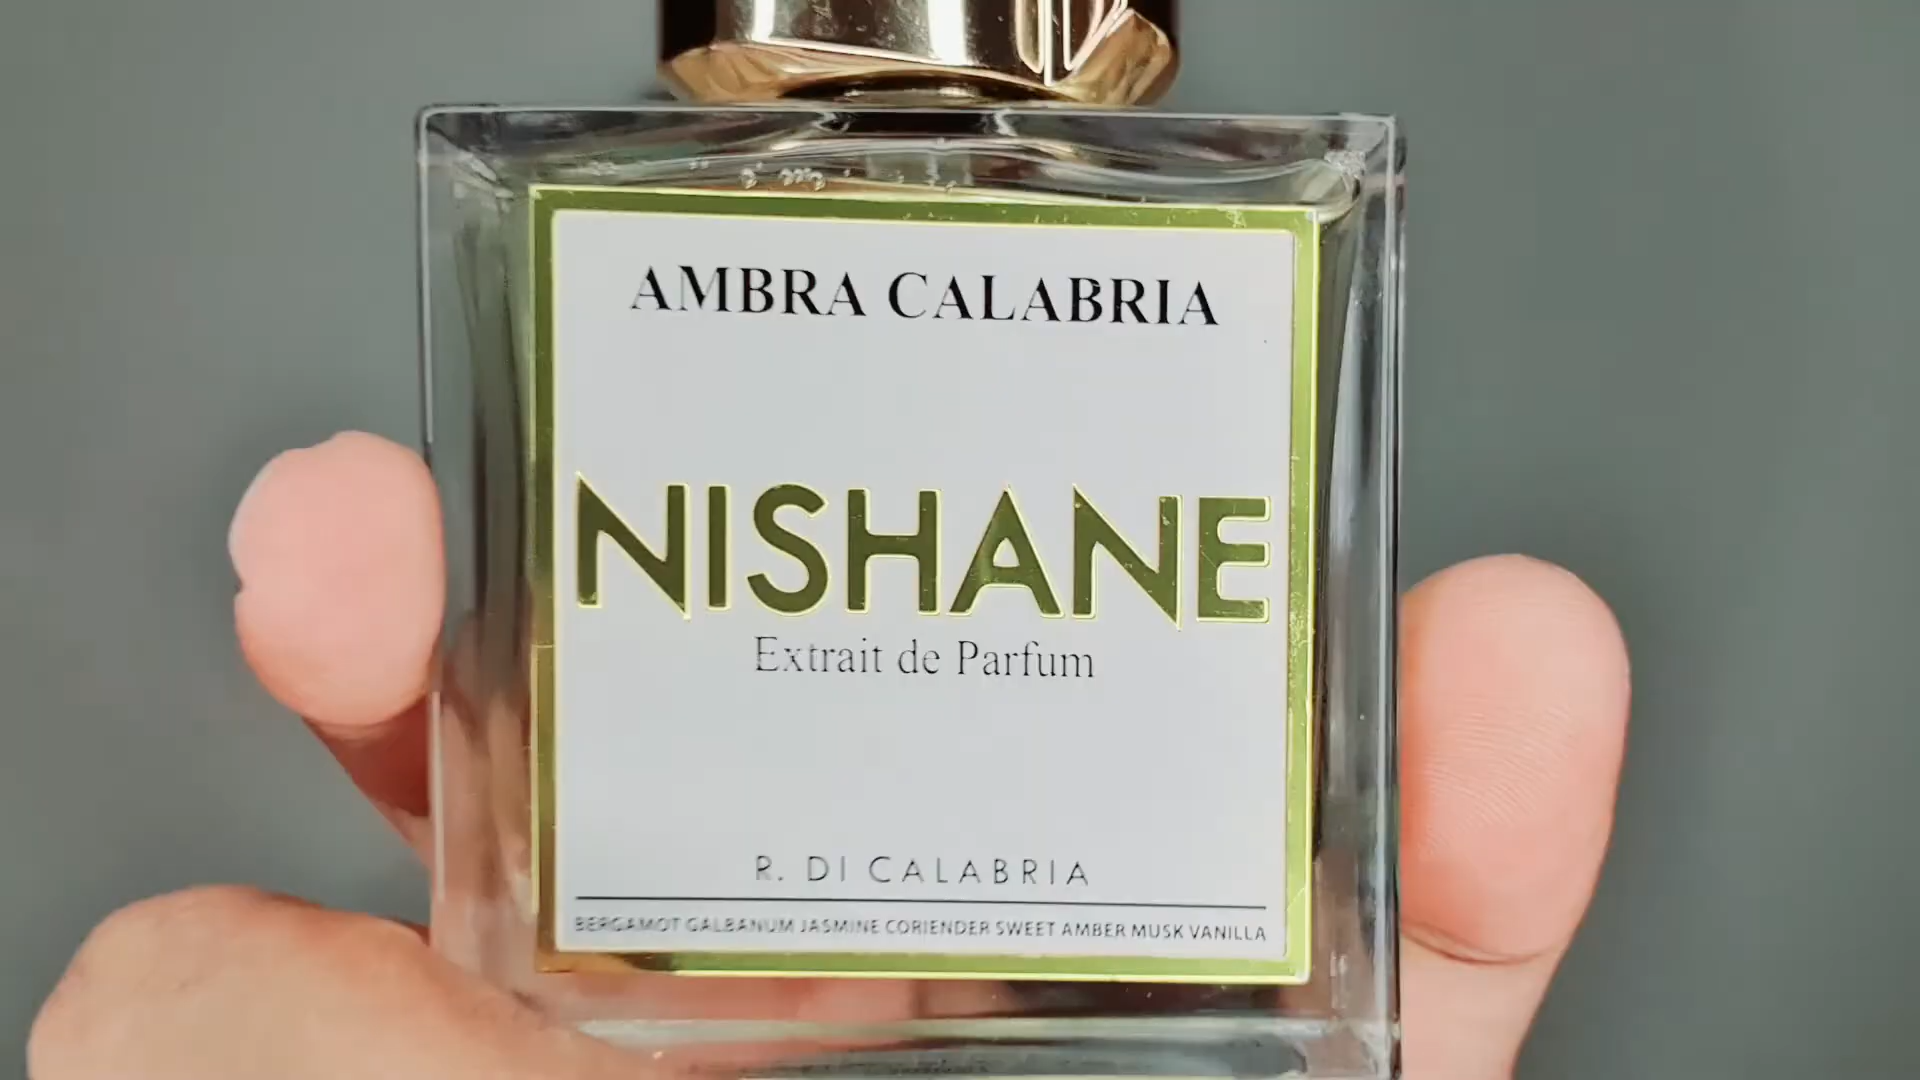 AMBRA CALABRIA
NISHANE
Extrait de Parfum
R. DI CALABRIA
BERGAMOT GALBANUM JASMINE CORIENDER SWEET AMBER MUSK VANILLA